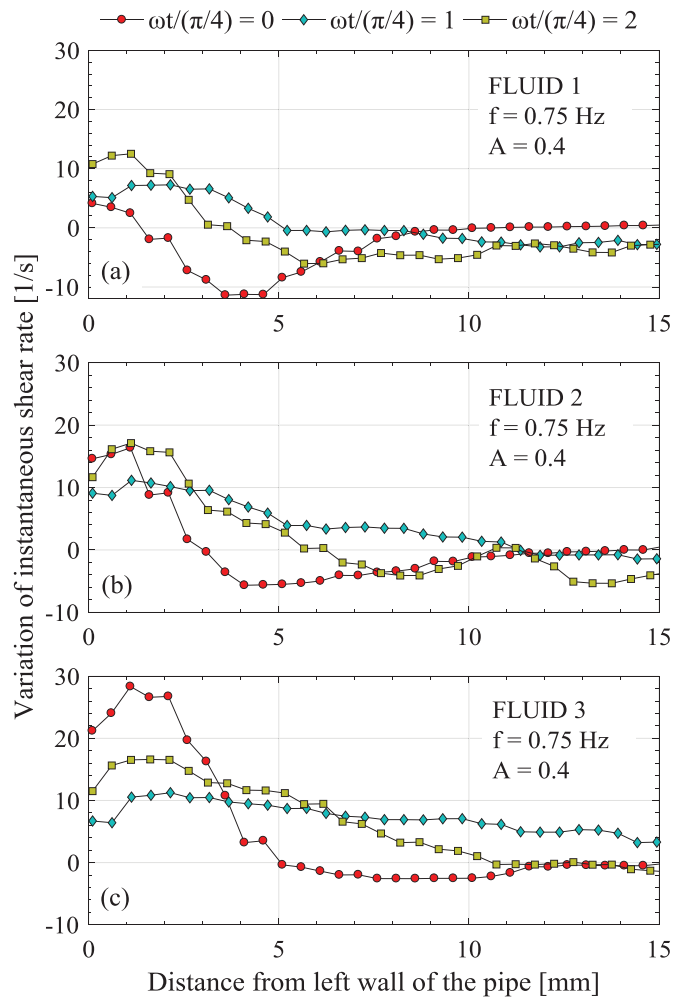 ωt/(π/4) = 0 ωt/(π/4) = 1 ωt/(π/4) = 2
Variation of instantaneous shear rate [1/s]
30
20
10
0
-10
FLUID 1
f = 0.75 Hz
A = 0.4
(a)
0 5 10 15
30
20
10
0
-10
FLUID 2
f = 0.75 Hz
A = 0.4
(b)
0 5 10 15
30
20
10
0
-10
FLUID 3
f = 0.75 Hz
A = 0.4
(c)
0 5 10 15
Distance from left wall of the pipe [mm]